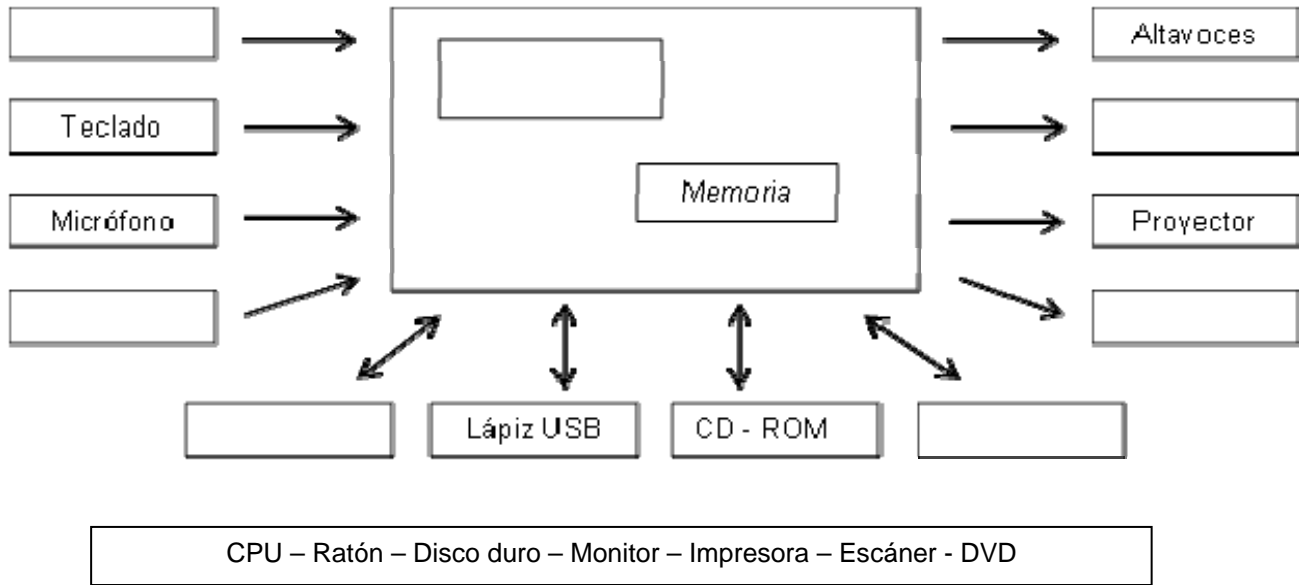 Altavoces
Teclado
Memoria
Micrófono
Proyector
Lápiz USB
CD - ROM
CPU – Ratón – Disco duro – Monitor – Impresora – Escáner - DVD